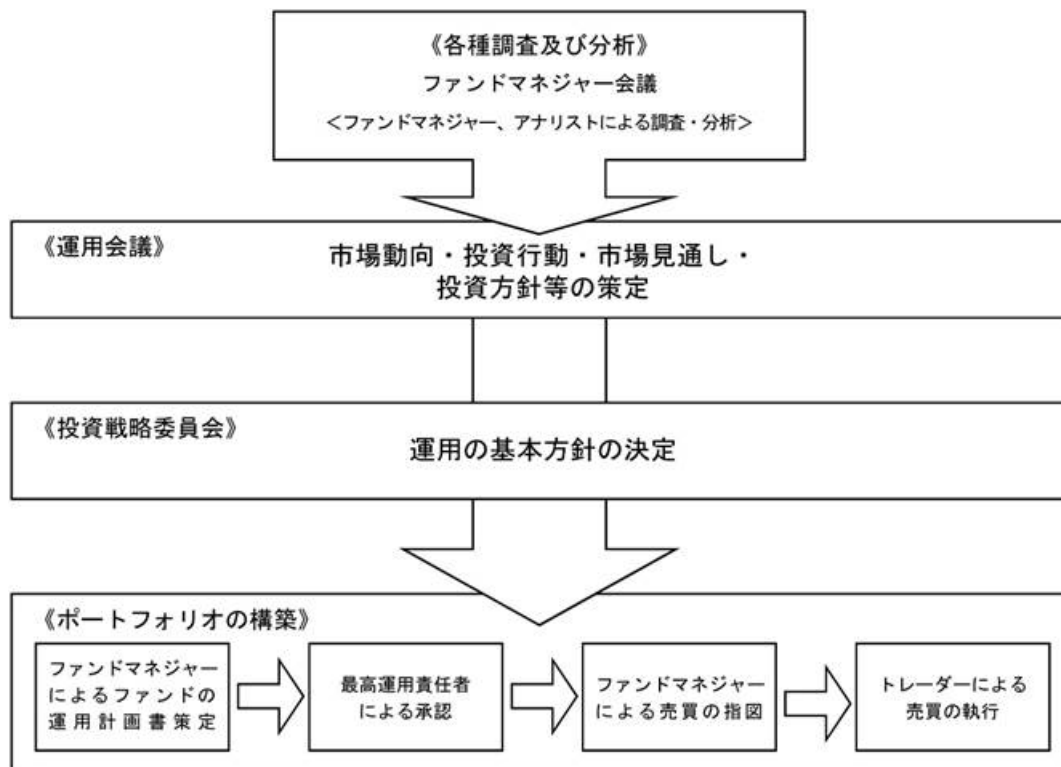 《各種調査及び分析》
ファンドマネジャー会議
＜ファンドマネジャー、アナリストによる調査・分析＞
《運用会議》
市場動向・投資行動・市場見通し・
投資方針等の策定
《投資戦略委員会》
運用の基本方針の決定
《ポートフォリオの構築》
ファンドマネジャー
によるファンドの
運用計画書策定
最高運用責任者
による承認
ファンドマネジャー
による売買の指図
トレーダーによる
売買の執行